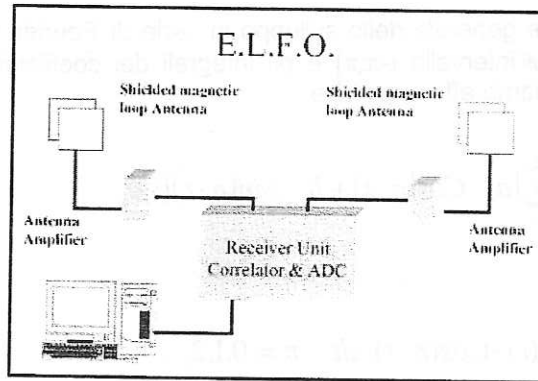 E.L.F.O.
Shielded magnetic
loop Antenna
Shielded magnetic
loop Antenna
Antenna
Amplifier
Antenna
Amplifier
Receiver Unit
Correlator & ADC